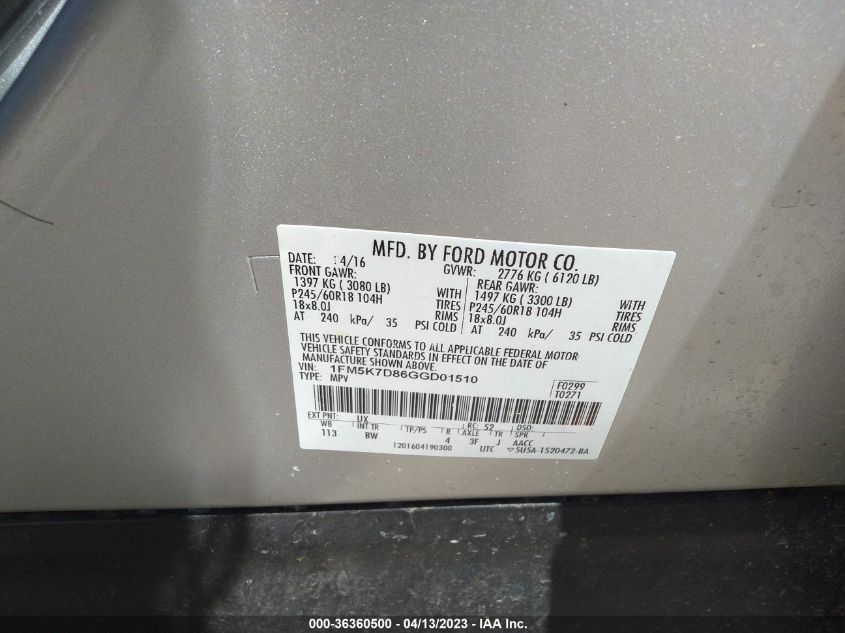 MFD. BY FORD MOTOR CO.
DATE: 4/16 GVWR: 2776 KG ( 6120 LB)
FRONT GAWR: REAR GAWR:
1397 KG ( 3080 LB) WITH 1497 KG ( 3300 LB) WITH
P245/60R18 104H TIRES P245/60R18 104H TIRES
18x8.0J RIMS 18x8.0J RIMS
AT 240 kPa/ 35 PSI COLD AT 240 kPa/ 35 PSI COLD
THIS VEHICLE CONFORMS TO ALL APPLICABLE FEDERAL MOTOR
VEHICLE SAFETY STANDARDS IN EFFECT ON THE DATE OF
MANUFACTURE SHOWN ABOVE.
VIN: 1FM5K7D86GGD01510 F0299
TYPE: MPV T0271
EXT PNT: UX RC: 52 DSO:
WB INT TR TP/PS R AXLE TR SPR
113 BW 4 3F J AACC
1201604190300 UTC ▽5U5A-1520472-BA
000-36360500 - 04/13/2023 - IAA Inc.